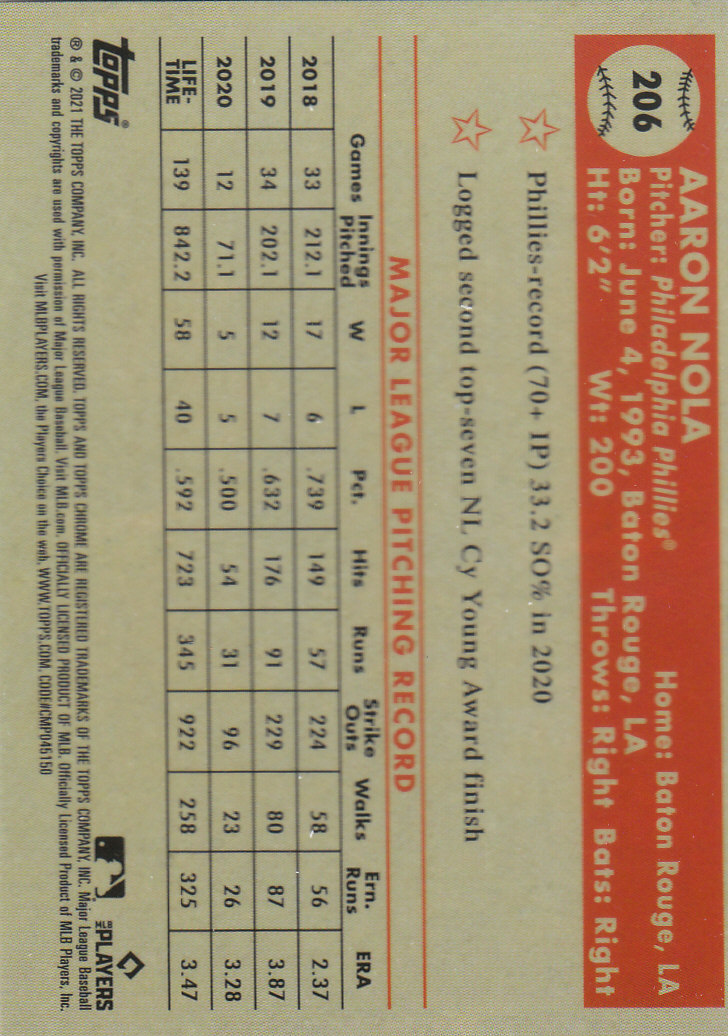 206
AARON NOLA
Pitcher: Philadelphia Phillies® Home: Baton Rouge, LA
Born: June 4, 1993, Baton Rouge, LA
Ht: 6'2" Wt: 200 Throws: Right Bats: Right
Phillies-record (70+ IP) 33.2 SO% in 2020
Logged second top-seven NL Cy Young Award finish
MAJOR LEAGUE PITCHING RECORD
Games Innings Pitched W L Pct. Hits Runs Strike Outs Walks Ern. Runs ERA
2018 33 212.1 17 6 .739 149 57 224 58 56 2.37
2019 34 202.1 12 7 .632 176 91 229 80 87 3.87
2020 12 71.1 5 5 .500 54 31 96 23 26 3.28
LIFE-TIME 139 842.2 58 40 .592 723 345 922 258 325 3.47
topps®
MLB PLAYERS
® & © 2021 THE TOPPS COMPANY, INC. ALL RIGHTS RESERVED. TOPPS AND TOPPS CHROME ARE REGISTERED TRADEMARKS OF THE TOPPS COMPANY, INC. Major League Baseball
trademarks and copyrights are used with permission of Major League Baseball. Visit MLB.com. OFFICIALLY LICENSED PRODUCT OF MLB. Officially Licensed Product of MLB Players, Inc.
Visit MLBPLAYERS.COM, the Players Choice on the web. WWW.TOPPS.COM. CODE#CMP045150